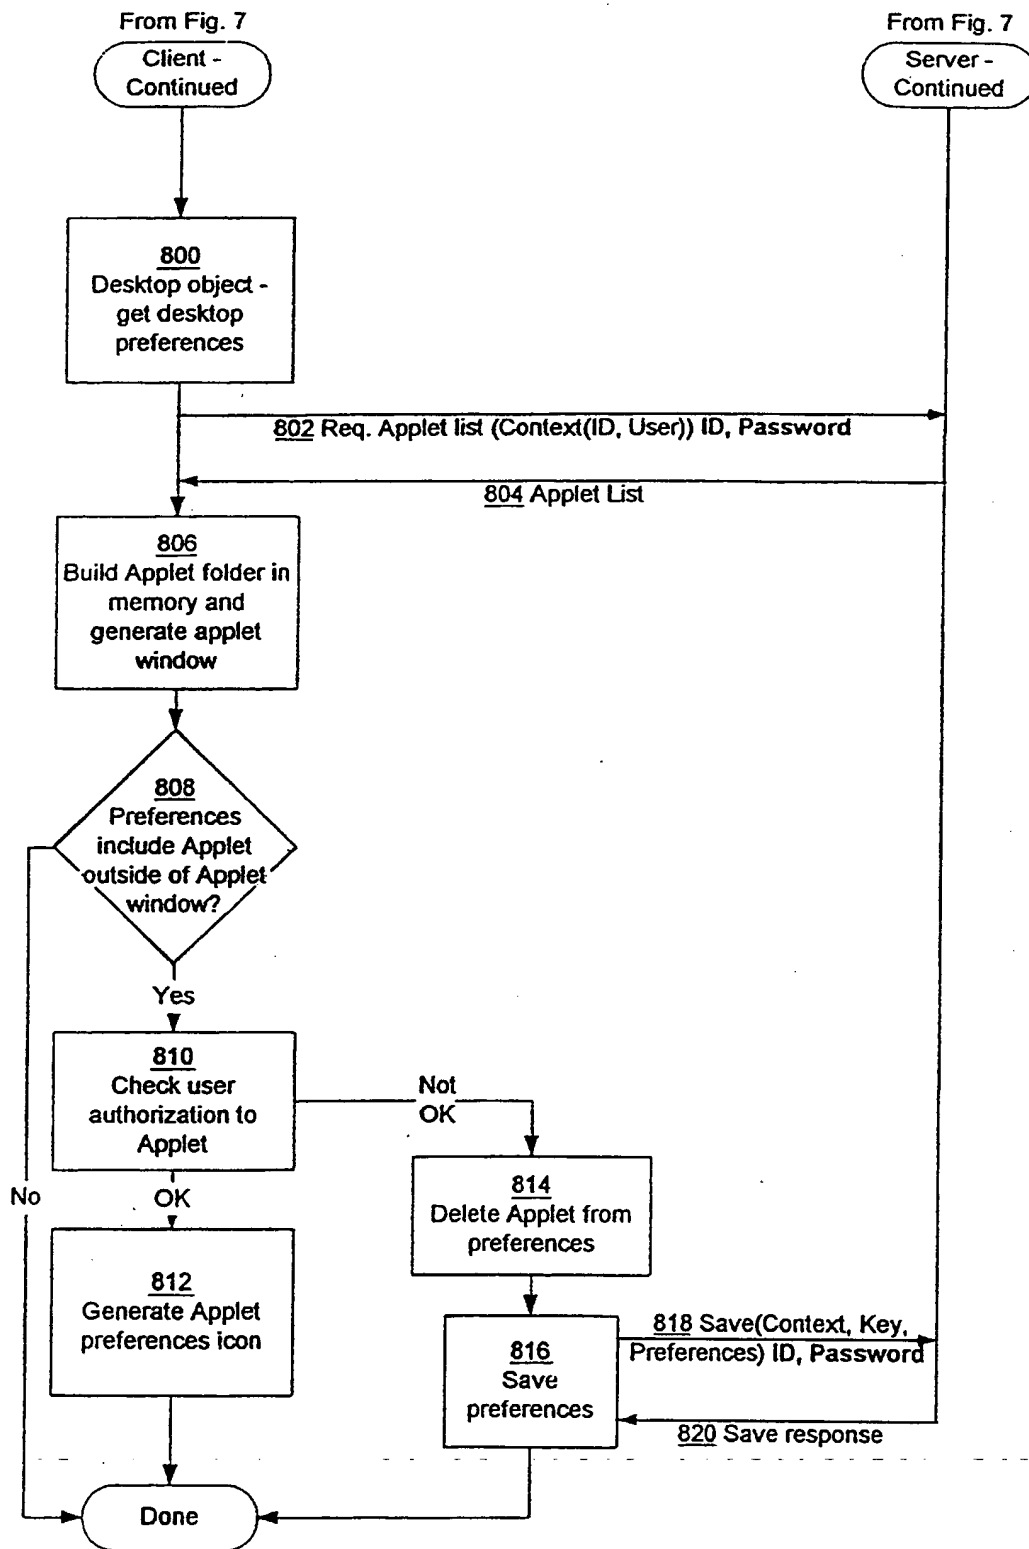 From Fig. 7
Client -
Continued
From Fig. 7
Server -
Continued
800
Desktop object -
get desktop
preferences
802 Req. Applet list (Context(ID, User)) ID, Password
804 Applet List
806
Build Applet folder in
memory and
generate applet
window
808
Preferences
include Applet
outside of Applet
window?
Yes
No
810
Check user
authorization to
Applet
Not
OK
OK
812
Generate Applet
preferences icon
814
Delete Applet from
preferences
816
Save
preferences
818 Save(Context, Key,
Preferences) ID, Password
820 Save response
Done